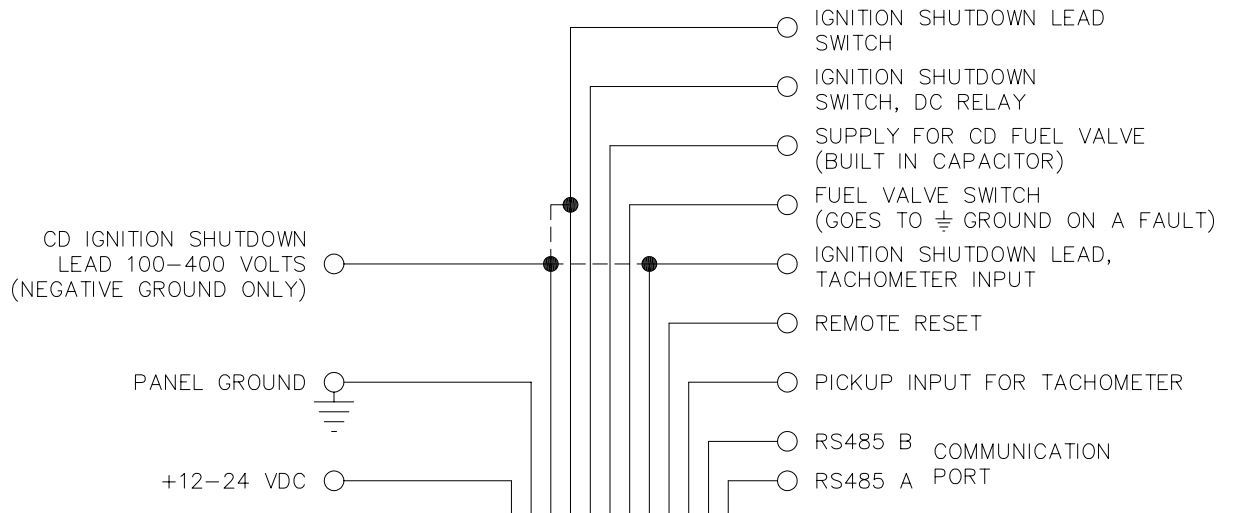 IGNITION SHUTDOWN LEAD
SWITCH
IGNITION SHUTDOWN
SWITCH, DC RELAY
SUPPLY FOR CD FUEL VALVE
(BUILT IN CAPACITOR)
FUEL VALVE SWITCH
(GOES TO ⏚ GROUND ON A FAULT)
CD IGNITION SHUTDOWN
LEAD 100-400 VOLTS
(NEGATIVE GROUND ONLY)
IGNITION SHUTDOWN LEAD,
TACHOMETER INPUT
REMOTE RESET
PANEL GROUND
PICKUP INPUT FOR TACHOMETER
RS485 B
COMMUNICATION
PORT
+12-24 VDC
RS485 A